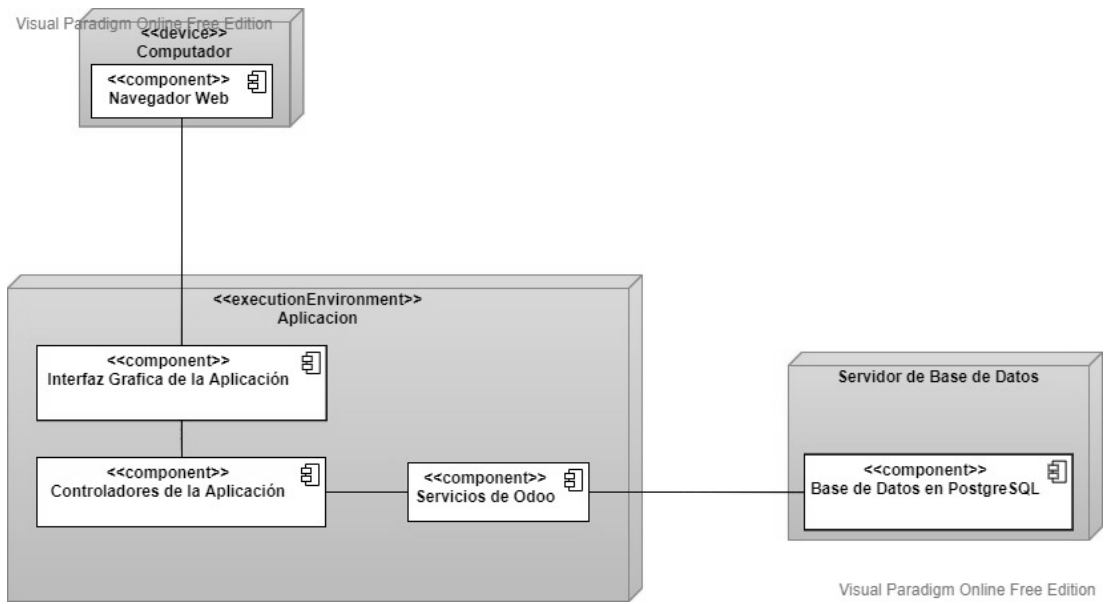 Visual Paradigm Online Free Edition
<<device>>
Computador
<<component>>
Navegador Web
<<executionEnvironment>>
Aplicacion
<<component>>
Interfaz Grafica de la Aplicación
<<component>>
Controladores de la Aplicación
<<component>>
Servicios de Odoo
Servidor de Base de Datos
<<component>>
Base de Datos en PostgreSQL
Visual Paradigm Online Free Edition